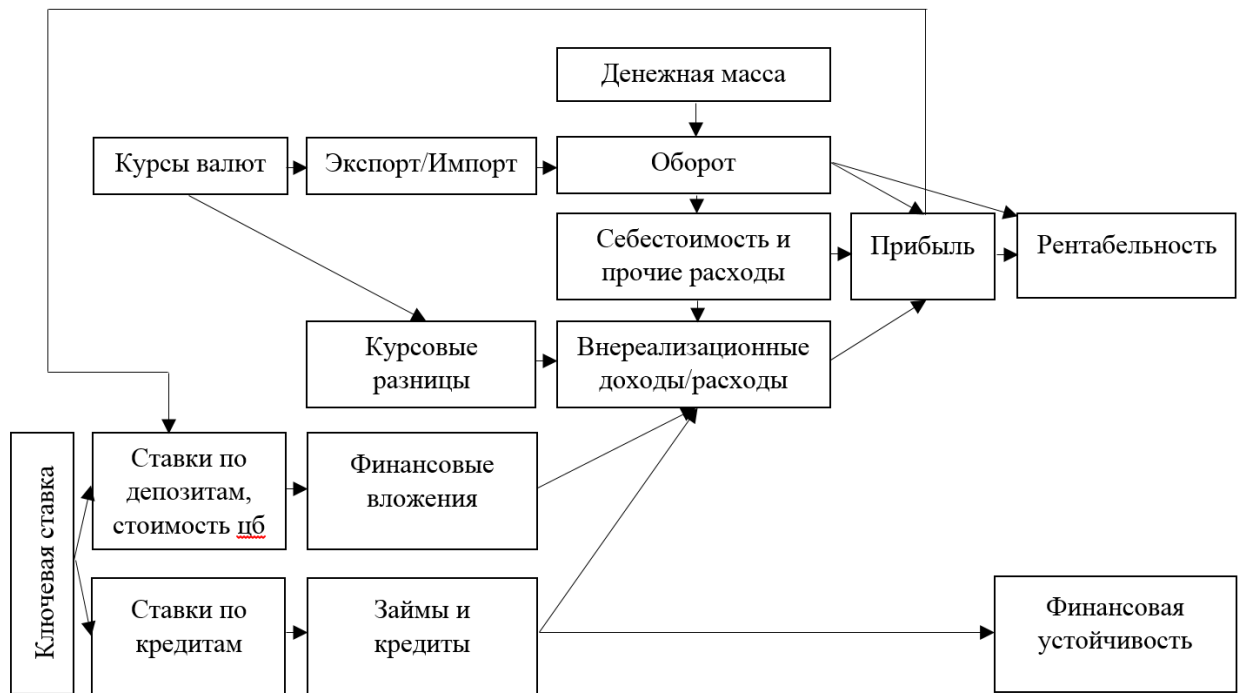 Денежная масса
Курсы валют
Экспорт/Импорт
Оборот
Себестоимость и
прочие расходы
Прибыль
Рентабельность
Курсовые
разницы
Внереализационные
доходы/расходы
Ключевая ставка
Ставки по
депозитам,
стоимость цб
Финансовые
вложения
Ставки по
кредитам
Займы и
кредиты
Финансовая
устойчивость